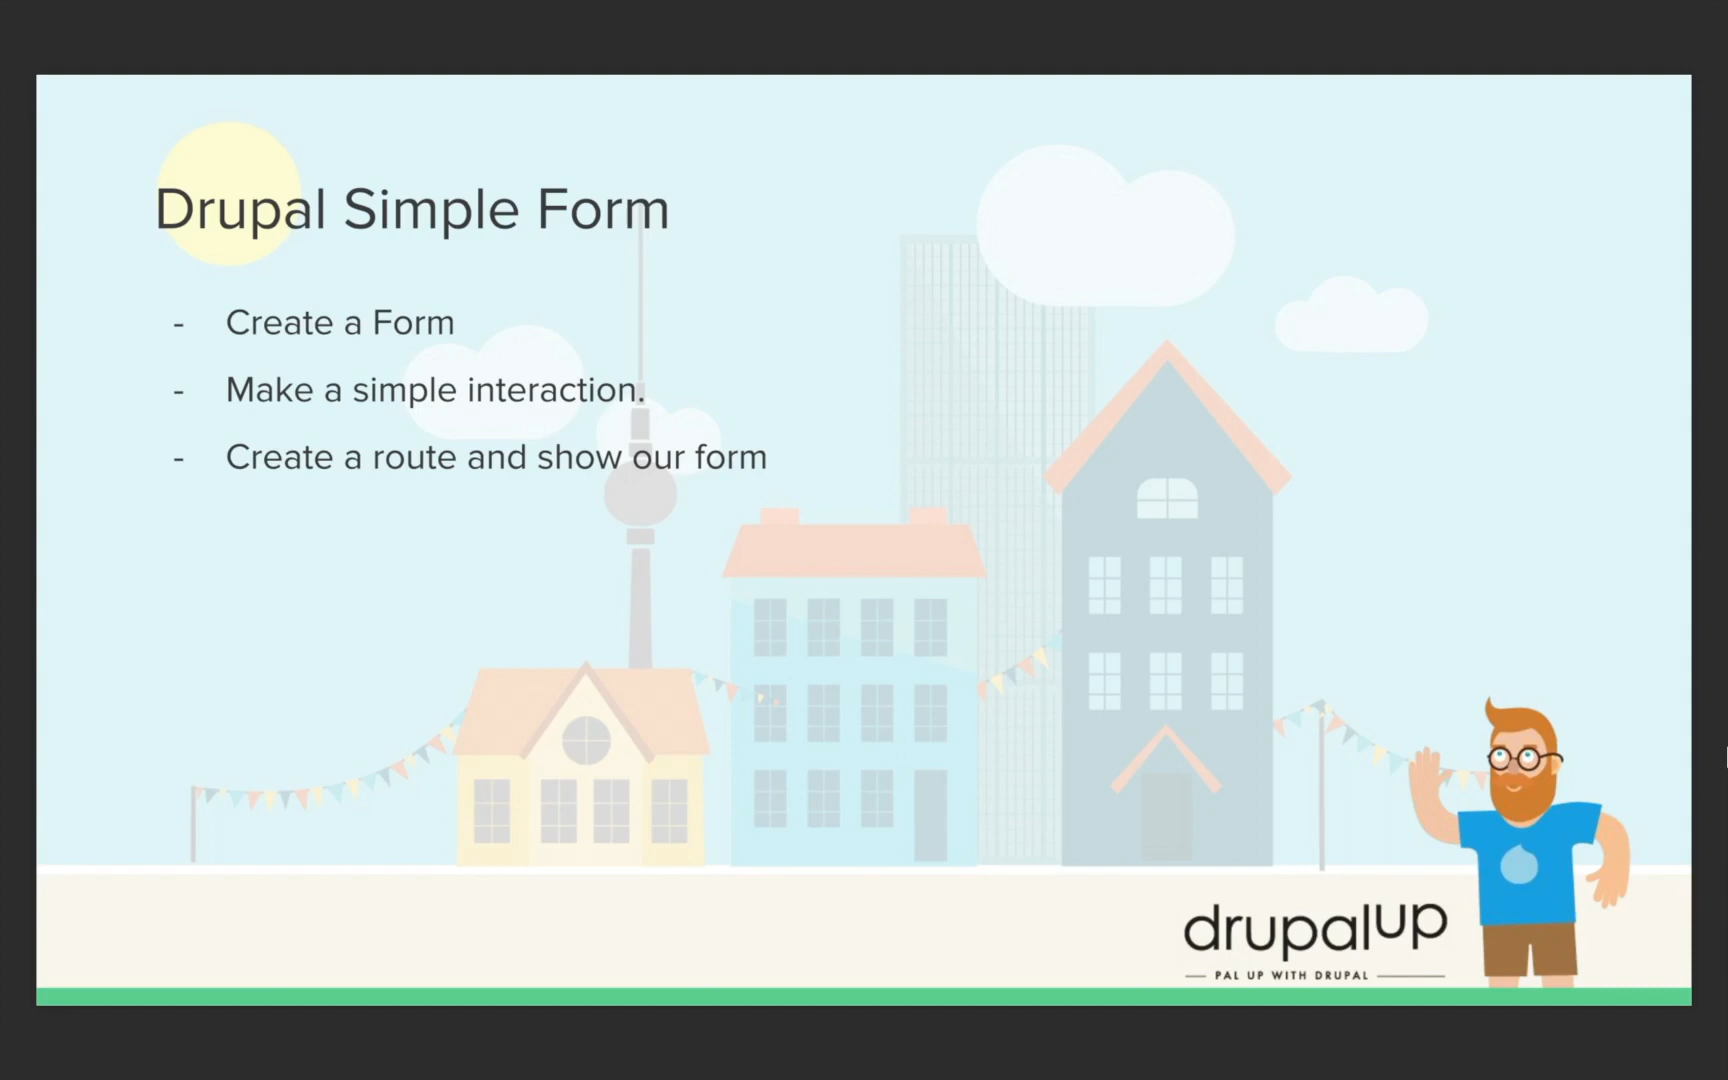 Drupal Simple Form
- Create a Form
- Make a simple interaction.
- Create a route and show our form
drupalup
PAL UP WITH DRUPAL